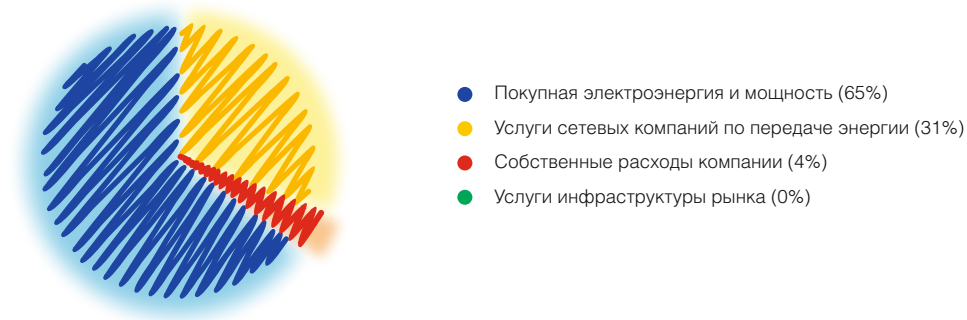 Покупная электроэнергия и мощность (65%)
Услуги сетевых компаний по передаче энергии (31%)
Собственные расходы компании (4%)
Услуги инфраструктуры рынка (0%)